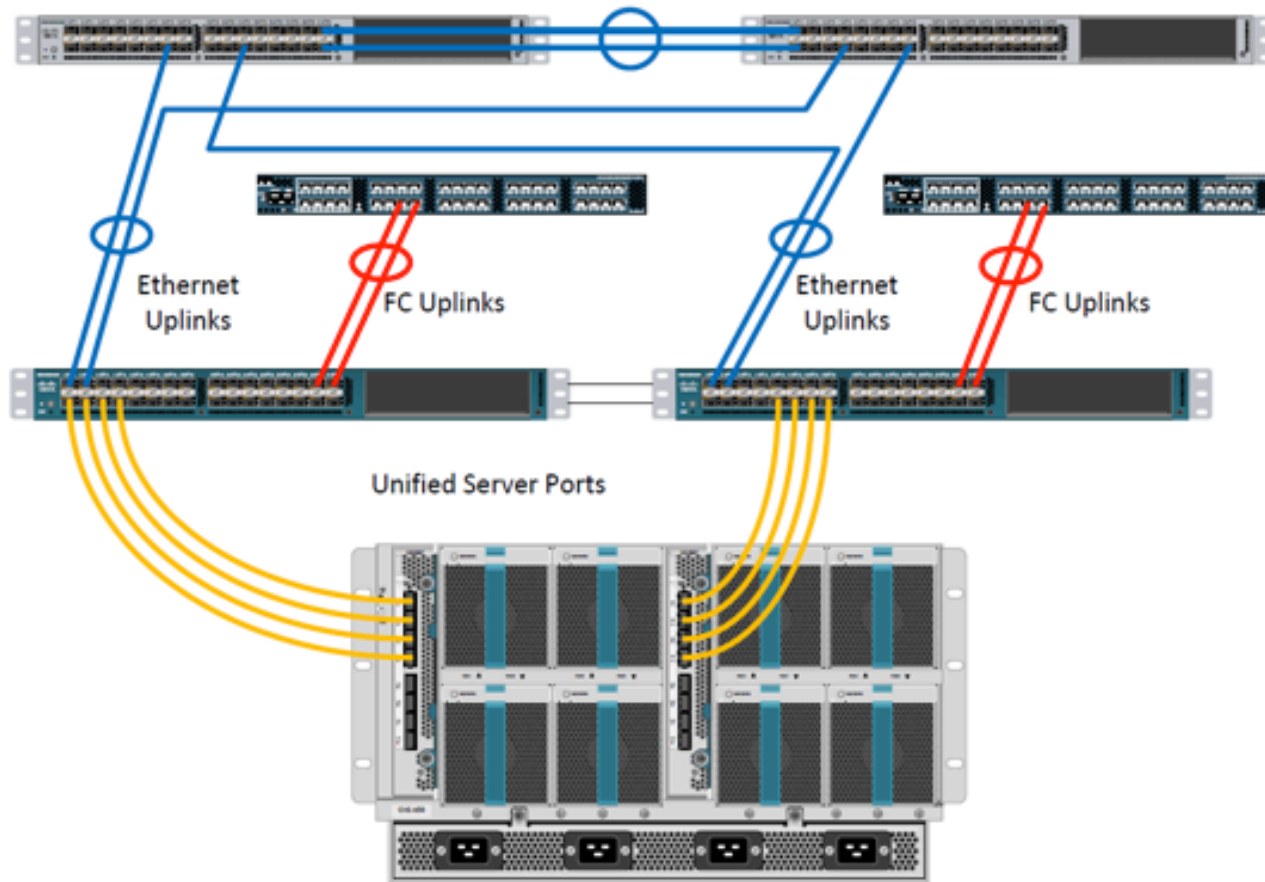 Ethernet
Uplinks
FC Uplinks
Ethernet
Uplinks
FC Uplinks
Unified Server Ports